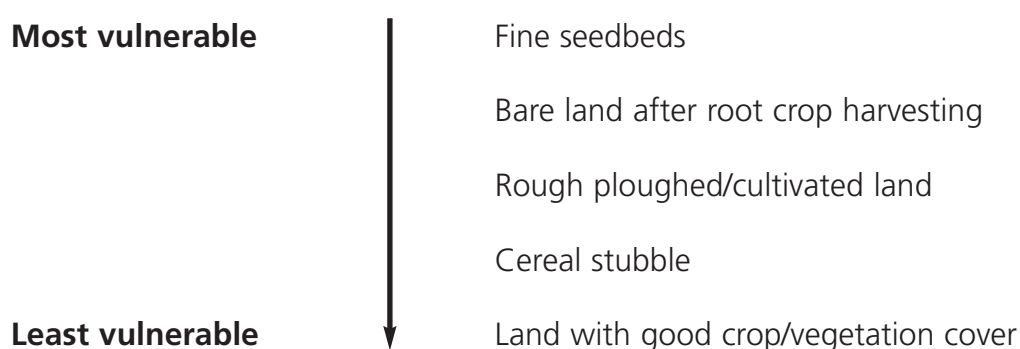 Most vulnerable Fine seedbeds
Bare land after root crop harvesting
Rough ploughed/cultivated land
Cereal stubble
Least vulnerable Land with good crop/vegetation cover